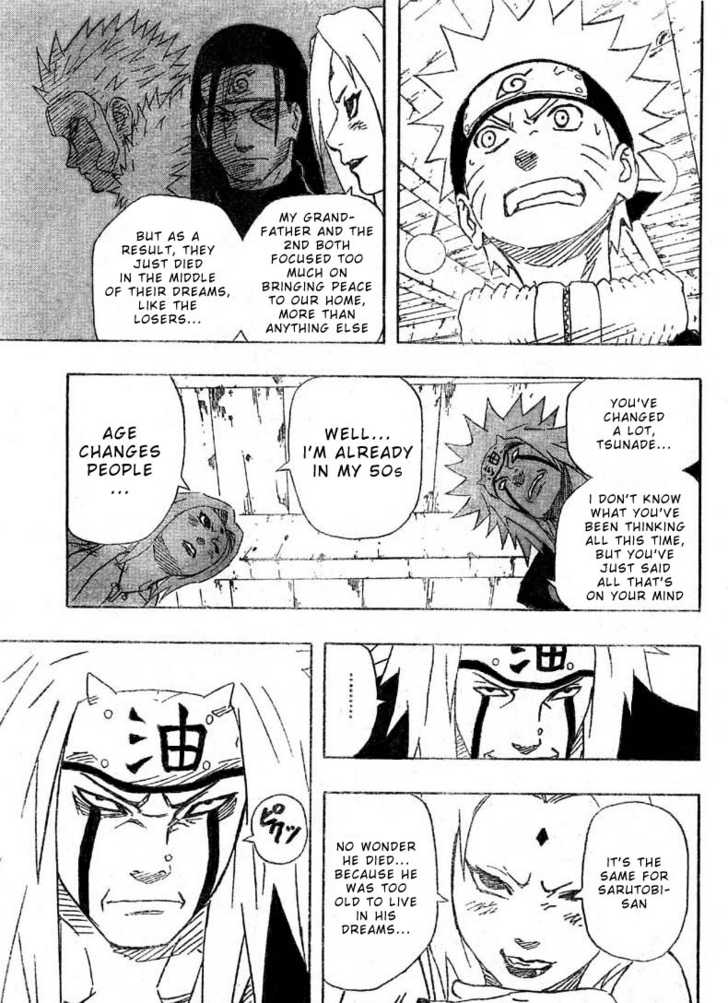 MY GRAND-
FATHER AND THE
2ND BOTH
FOCUSED TOO
MUCH ON
BRINGING PEACE
TO OUR HOME,
MORE THAN
ANYTHING ELSE
BUT AS A
RESULT, THEY
JUST DIED
IN THE MIDDLE
OF THEIR DREAMS,
LIKE THE
LOSERS...
YOU'VE
CHANGED
A LOT,
TSUNADE...
I DON'T KNOW
WHAT YOU'VE
BEEN THINKING
ALL THIS TIME,
BUT YOU'VE
JUST SAID
ALL THAT'S
ON YOUR MIND
油
WELL...
I'M ALREADY
IN MY 50s
AGE
CHANGES
PEOPLE
...
油
.........
IT'S THE
SAME FOR
SARUTOBI-
SAN
NO WONDER
HE DIED...
BECAUSE HE
WAS TOO
OLD TO LIVE
IN HIS
DREAMS...
油
ピクッ